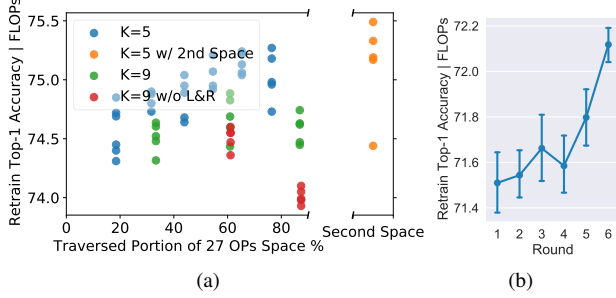 Retrain Top-1 Accuracy | FLOPs
75.5
75.0
74.5
74.0
K=5
K=5 w/ 2nd Space
K=9
K=9 w/o L&R
0 20 40 60 80
Traversed Portion of 27 OPs Space %
Second Space
(a)
Retrain Top-1 Accuracy | FLOPs
72.2
72.0
71.8
71.6
71.4
1 2 3 4 5 6
Round
(b)